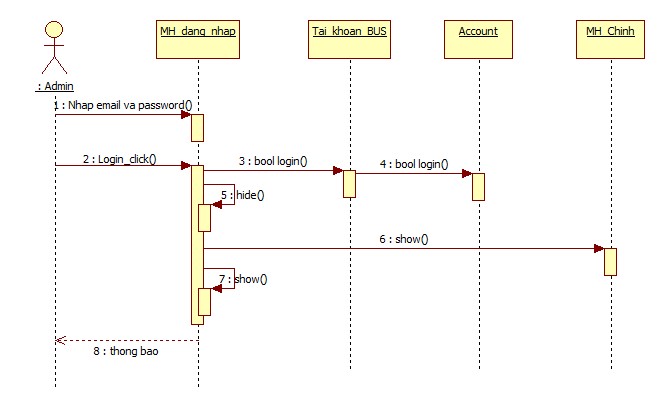 MH_dang_nhap
Tai_khoan_BUS
Account
MH_Chinh
: Admin
1 : Nhap email va password()
2 : Login_click()
3 : bool login()
4 : bool login()
5 : hide()
6 : show()
7 : show()
8 : thong bao